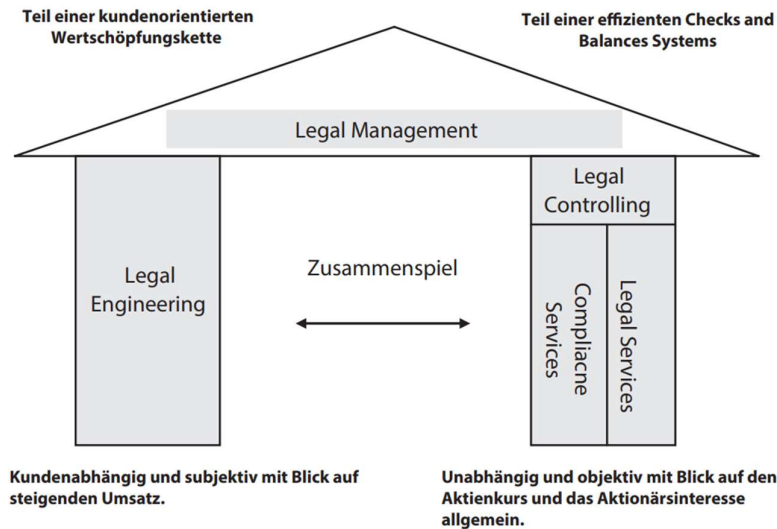 Teil einer kundenorientierten
Wertschöpfungskette
Teil einer effizienten Checks and
Balances Systems
Legal Management
Legal
Engineering
Zusammenspiel
Legal
Controlling
Compliacne
Services
Legal Services
Kundenabhängig und subjektiv mit Blick auf
steigenden Umsatz.
Unabhängig und objektiv mit Blick auf den
Aktienkurs und das Aktionärsinteresse
allgemein.